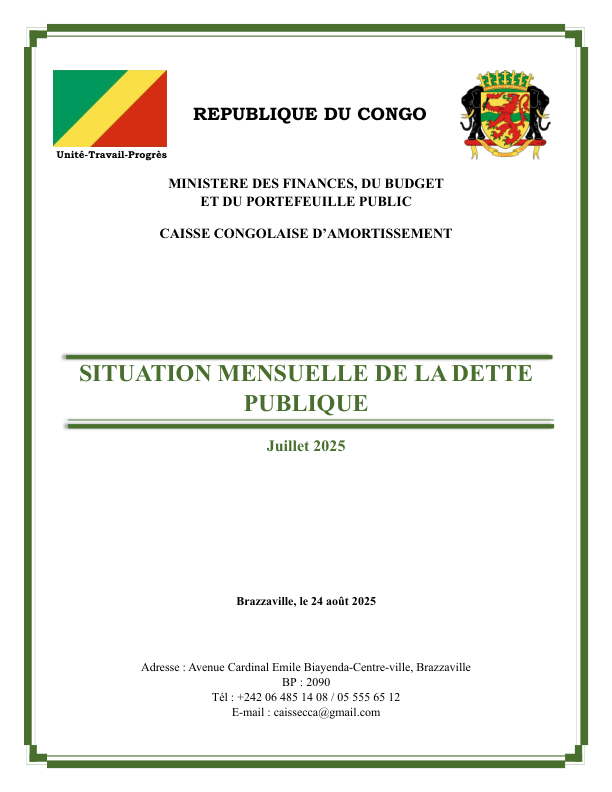 REPUBLIQUE DU CONGO
Unité-Travail-Progrès
MINISTERE DES FINANCES, DU BUDGET
ET DU PORTEFEUILLE PUBLIC
CAISSE CONGOLAISE D’AMORTISSEMENT
SITUATION MENSUELLE DE LA DETTE
PUBLIQUE
Juillet 2025
Brazzaville, le 24 août 2025
Adresse : Avenue Cardinal Emile Biayenda-Centre-ville, Brazzaville
BP : 2090
Tél : +242 06 485 14 08 / 05 555 65 12
E-mail : caissecca@gmail.com